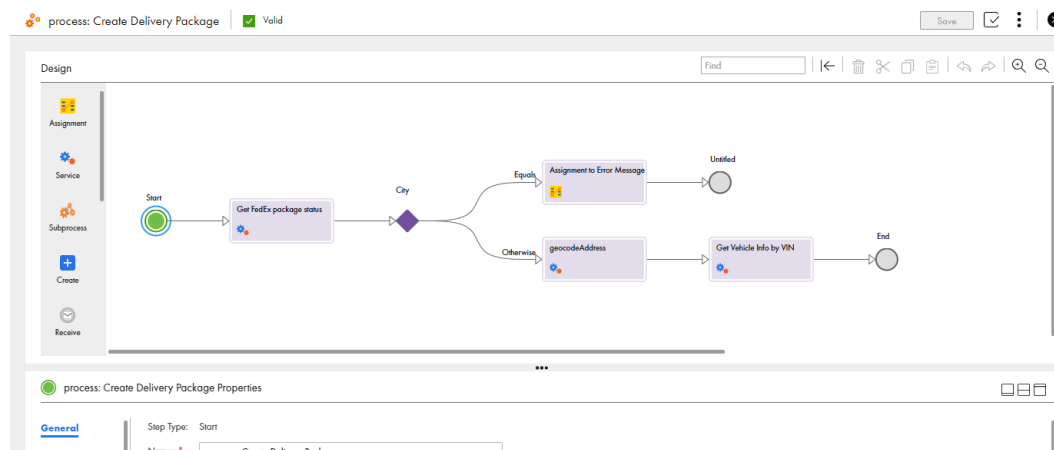 process: Create Delivery Package
Valid
Save
Design
Find
Assignment
Service
Subprocess
Create
Receive
Start
Get FedEx package status
City
Equals
Assignment to Error Message
Untitled
Otherwise
geocodeAddress
Get Vehicle Info by VIN
End
process: Create Delivery Package Properties
General
Step Type: Start